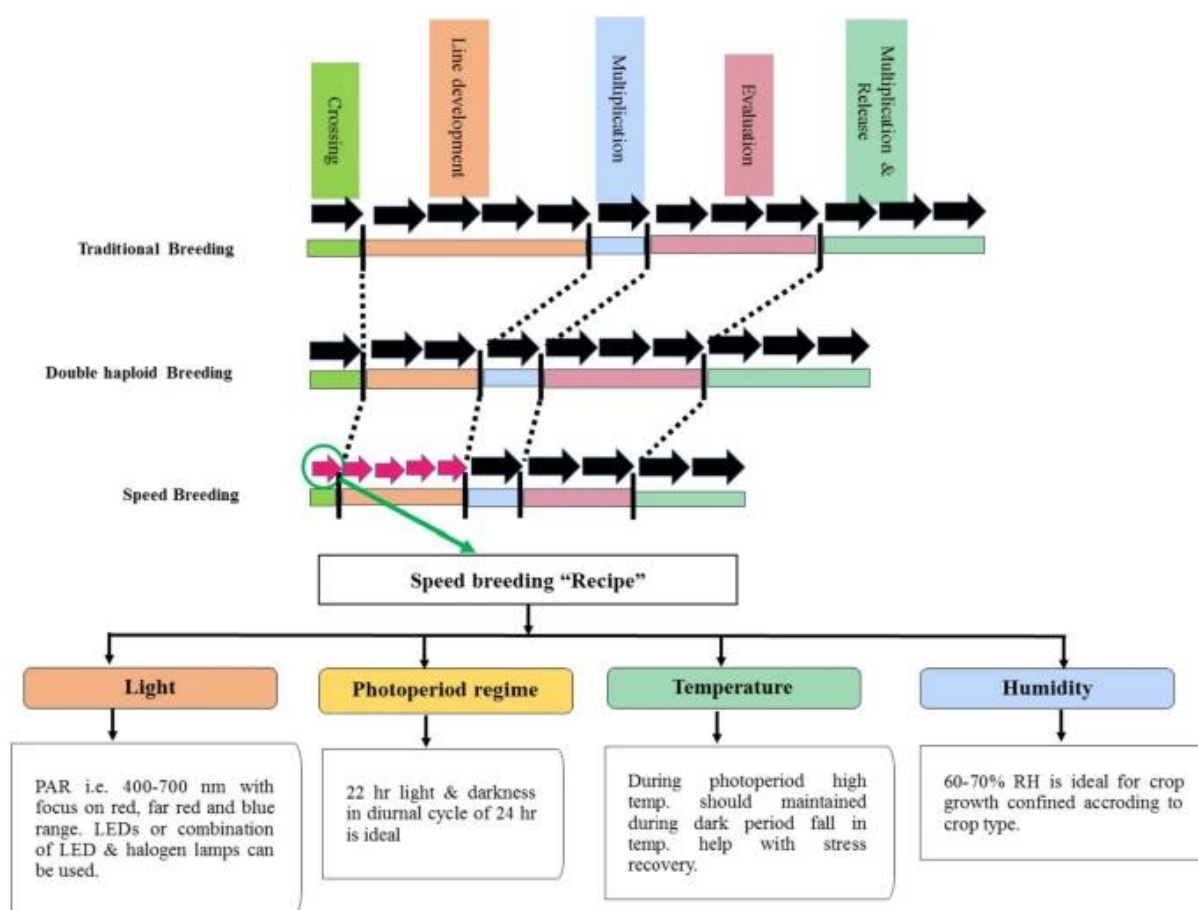 Crossing
Line development
Multiplication
Evaluation
Multiplication &
Release
Traditional Breeding
Double haploid Breeding
Speed Breeding
Speed breeding “Recipe”
Light
Photoperiod regime
Temperature
Humidity
PAR i.e. 400-700 nm with
focus on red, far red and blue
range. LEDs or combination
of LED & halogen lamps can
be used.
22 hr light & darkness
in diurnal cycle of 24 hr
is ideal
During photoperiod high
temp. should maintained
during dark period fall in
temp. help with stress
recovery.
60-70% RH is ideal for crop
growth confined accroding to
crop type.